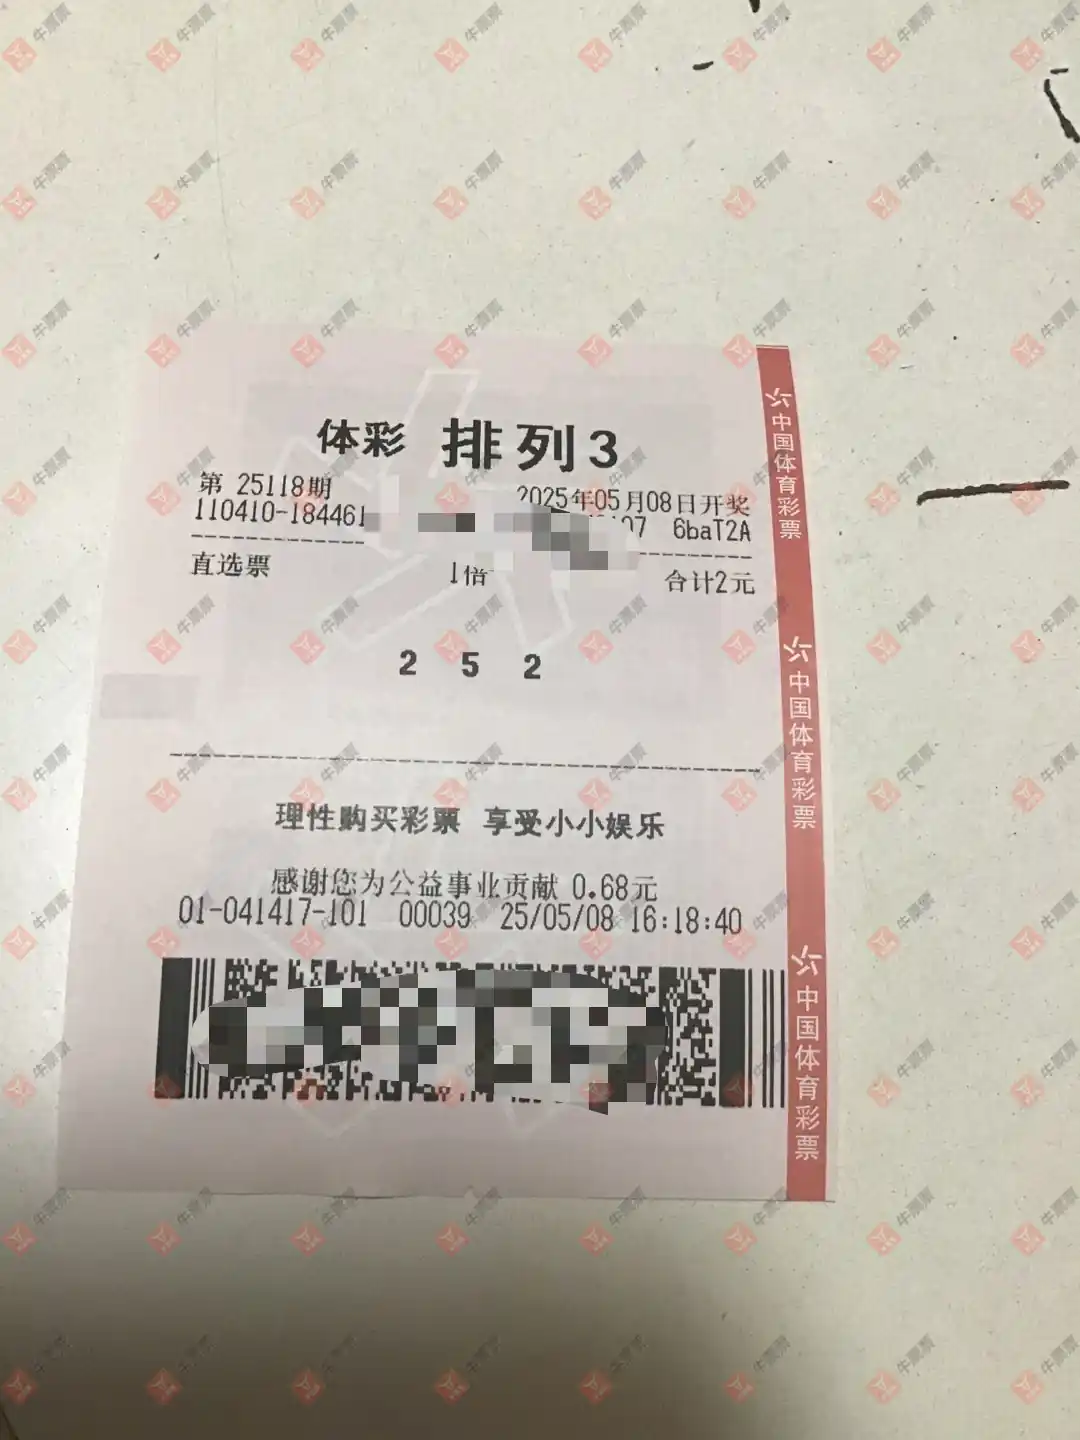 体彩 排列3
第 25118期 2025年05月08日开奖
110410-184461 07 6baT2A
直选票 1倍 合计2元
2 5 2
理性购买彩票 享受小小娱乐
感谢您为公益事业贡献 0.68元
01-041417-101 00039 25/05/08 16:18:40
中国体育彩票
中国体育彩票
中国体育彩票
牛票票